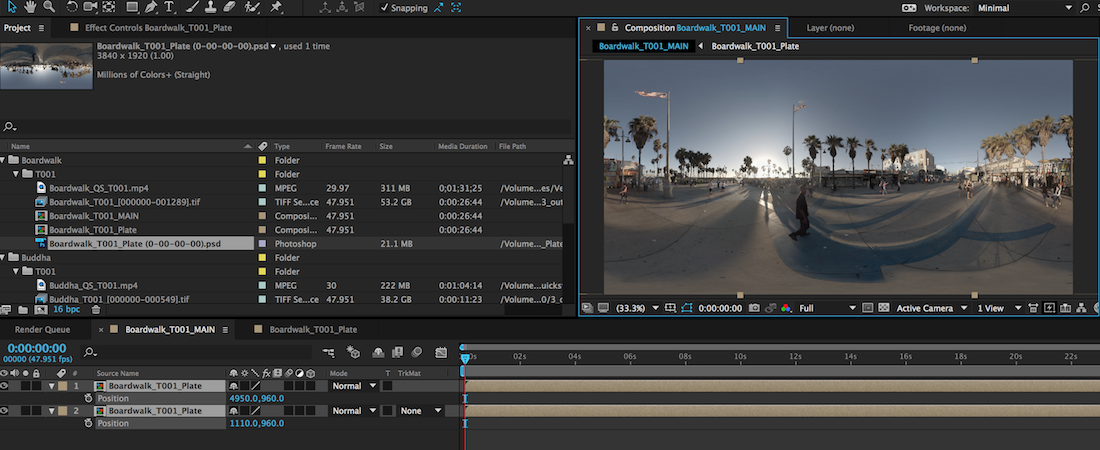 Snapping
Workspace: Minimal
Project
Effect Controls Boardwalk_T001_Plate
Composition Boardwalk_T001_MAIN
Layer (none)
Footage (none)
Boardwalk_T001_Plate (0-00-00-00).psd , used 1 time
3840 x 1920 (1.00)
Millions of Colors+ (Straight)
Boardwalk_T001_MAIN Boardwalk_T001_Plate
Name Type Frame Rate Size Media Duration File Path
Boardwalk Folder
T001 Folder
Boardwalk_QS_T001.mp4 MPEG 29.97 311 MB 0;01:31;25 /Volume...es/Ve
Boardwalk_T001_[000000-001289].tif TIFF Se...ce 47.951 53.2 GB 0:00:26:44 /Volume...3_out
Boardwalk_T001_MAIN Composi... 47.951 0:00:26:44
Boardwalk_T001_Plate Composi... 47.951 0:00:26:44
Boardwalk_T001_Plate (0-00-00-00).psd Photoshop 21.1 MB /Volum..._Plate
Buddha Folder
T001 Folder
Buddha_QS_T001.mp4 MPEG 30 222 MB 0:01:04:14 /Volume...uicks
Buddha_T001_[000000-000549].tif TIFF Se...ce 47.951 38.2 GB 0:00:11:23 /Volume...0/3_o
16 bpc
(33.3%) 0:00:00:00 Full Active Camera 1 View
Render Queue
Boardwalk_T001_MAIN
Boardwalk_T001_Plate
0:00:00:00
00000 (47.951 fps)
02s 04s 06s 08s 10s 12s 14s 16s 18s 20s 22s
# Source Name Mode T TrkMat
1 Boardwalk_T001_Plate Normal
Position 4950.0,960.0
2 Boardwalk_T001_Plate Normal None
Position 1110.0,960.0